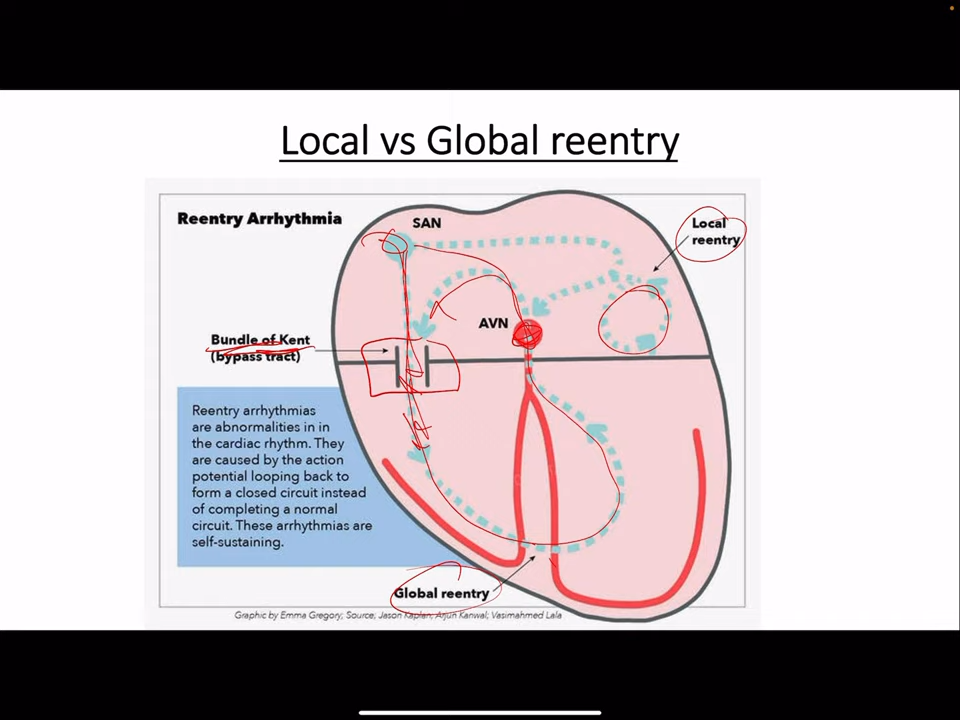 Local vs Global reentry
Reentry Arrhythmia
SAN
Local
reentry
AVN
Bundle of Kent
(bypass tract)
Reentry arrhythmias
are abnormalities in in
the cardiac rhythm. They
are caused by the action
potential looping back to
form a closed circuit instead
of completing a normal
circuit. These arrhythmias are
self-sustaining.
Global reentry
Graphic by Emma Gregory; Source; Jason Kaplan, Arjun Kanwal; Vasimahmed Lala